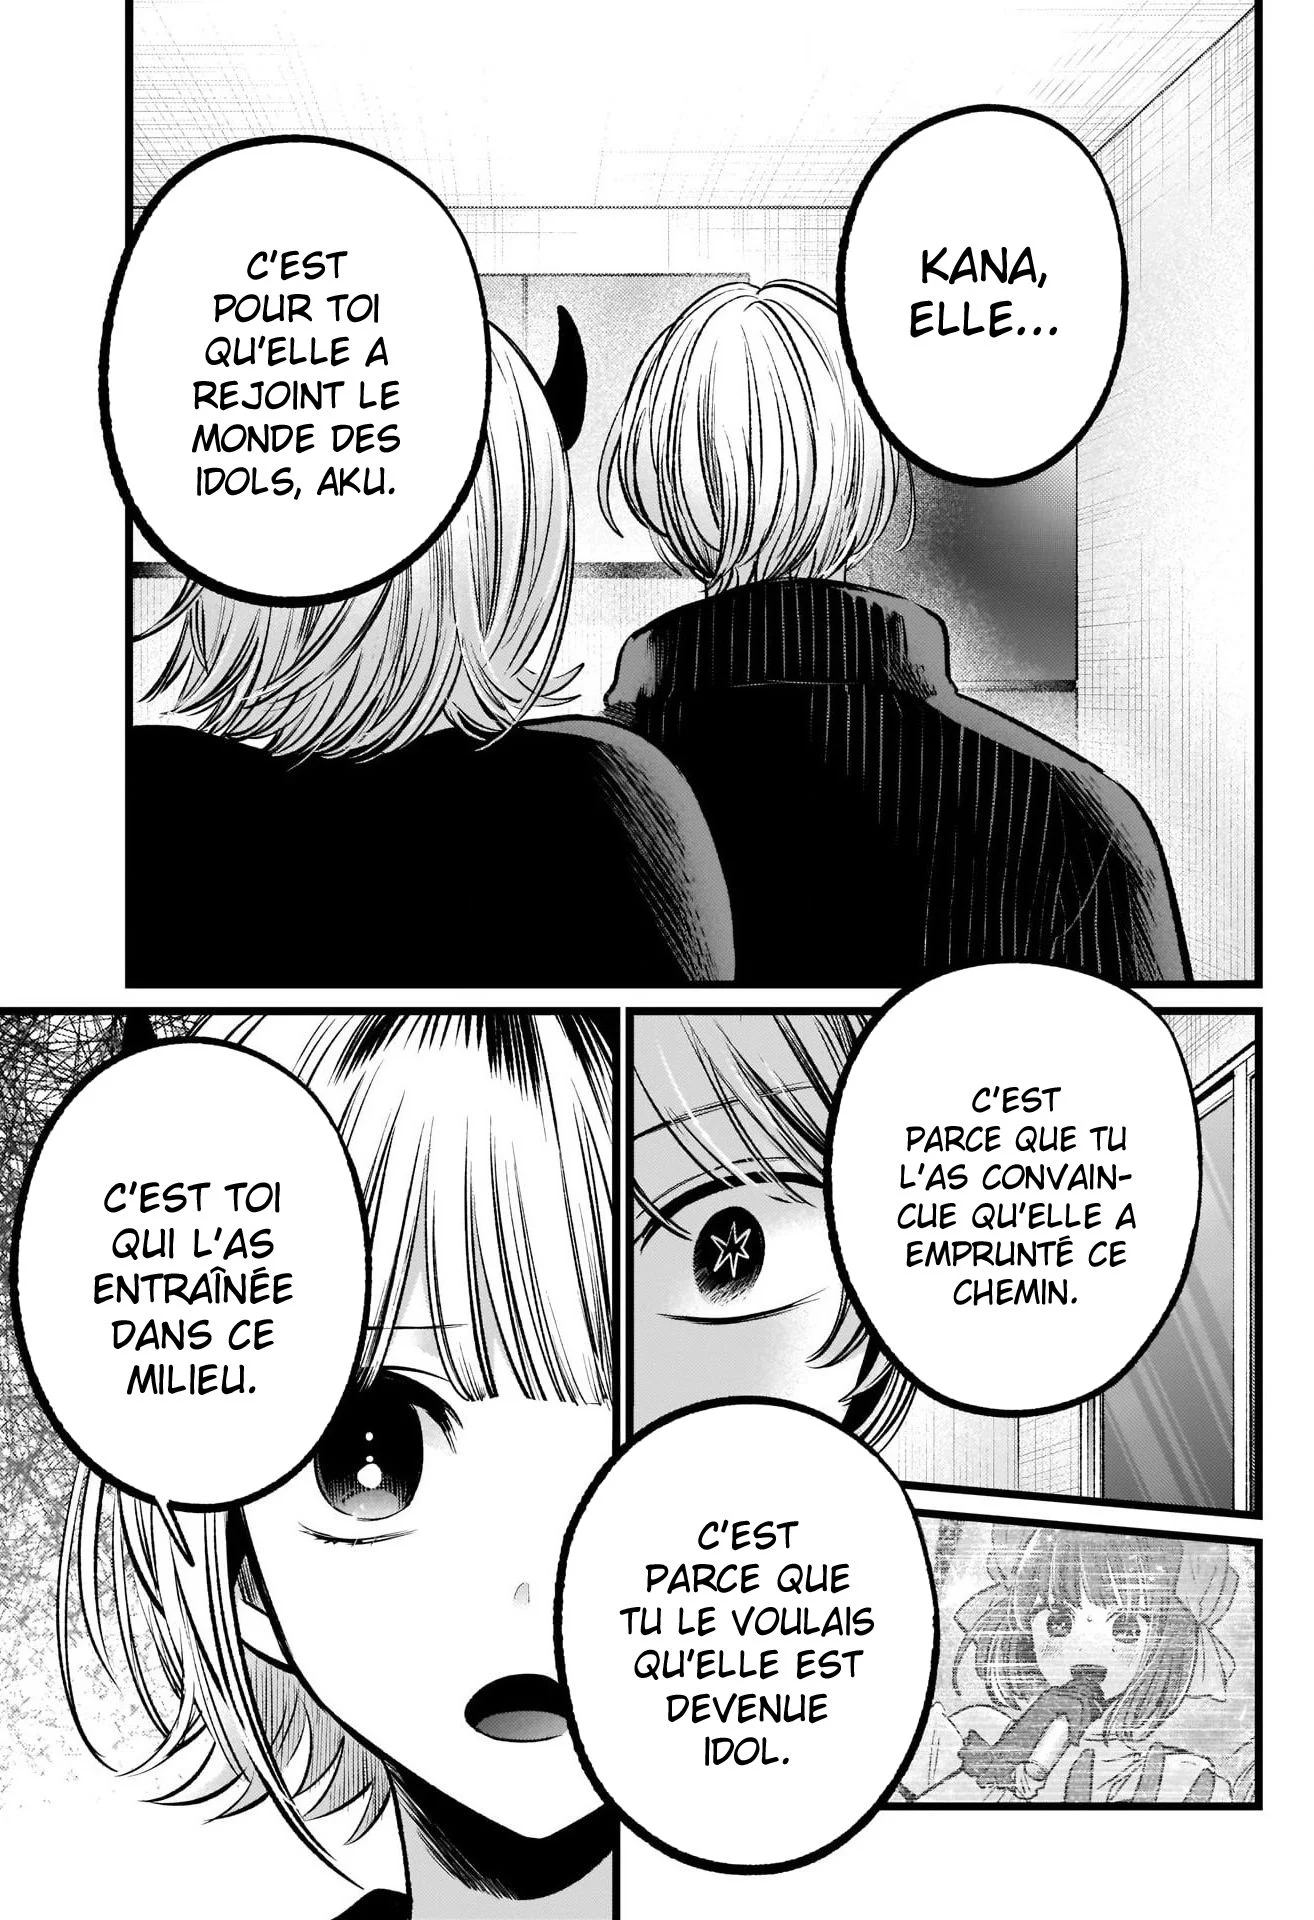 KANA,
ELLE...
C'EST
POUR TOI
QU'ELLE A
REJOINT LE
MONDE DES
IDOLS, AKU.
C'EST
PARCE QUE TU
L'AS CONVAIN-
CUE QU'ELLE A
EMPRUNTÉ CE
CHEMIN.
C'EST
PARCE QUE
TU LE VOULAIS
QU'ELLE EST
DEVENUE
IDOL.
C'EST TOI
QUI L'AS
ENTRAÎNÉE
DANS CE
MILIEU.